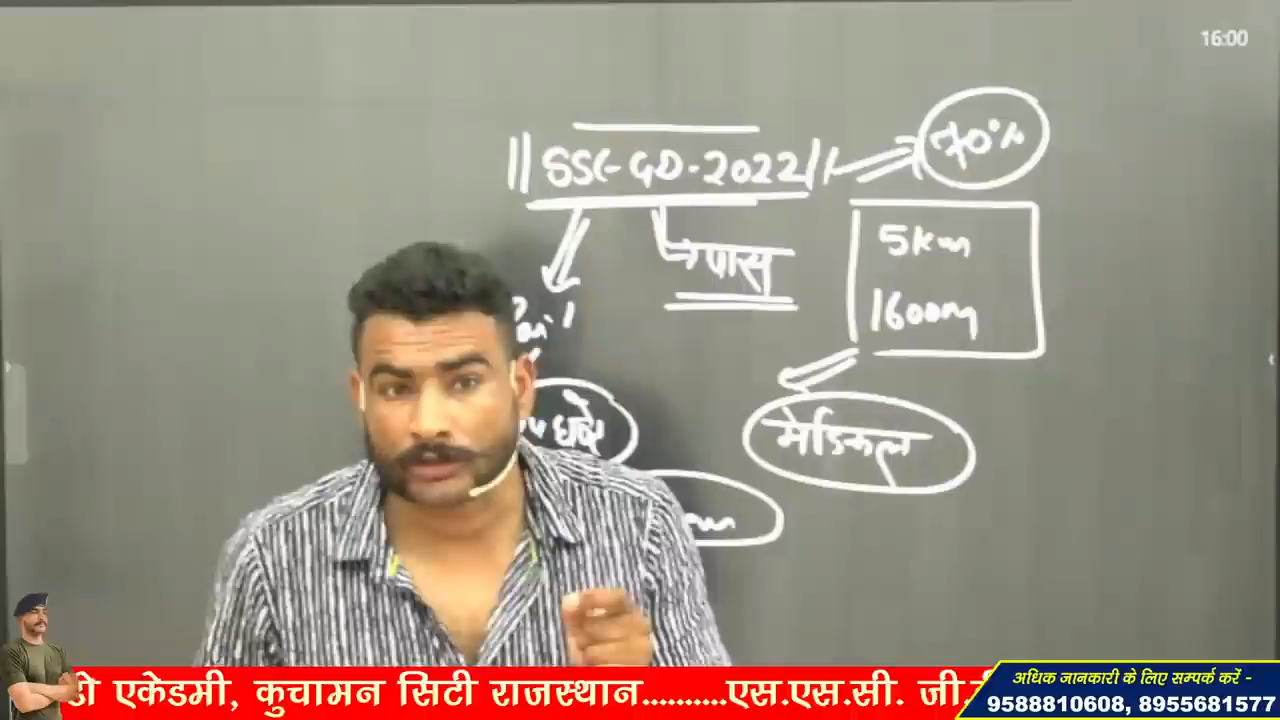 16:00
|| SSC-GD-2022 ||
70%
पास
5km
1600m
मेडिकल
डी एकेडमी, कुचामन सिटी राजस्थान..........एस.एस.सी. जी.
अधिक जानकारी के लिए सम्पर्क करें -
9588810608, 8955681577